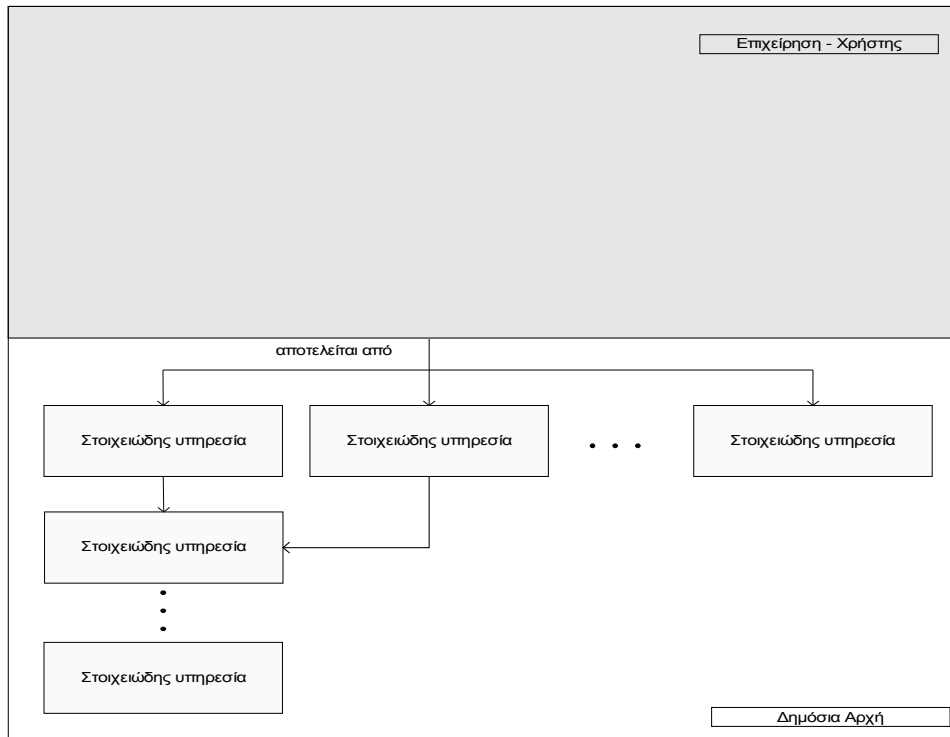 Επιχείρηση - Χρήστης
αποτελείται από
Στοιχειώδης υπηρεσία
Στοιχειώδης υπηρεσία
Στοιχειώδης υπηρεσία
Στοιχειώδης υπηρεσία
Στοιχειώδης υπηρεσία
Δημόσια Αρχή